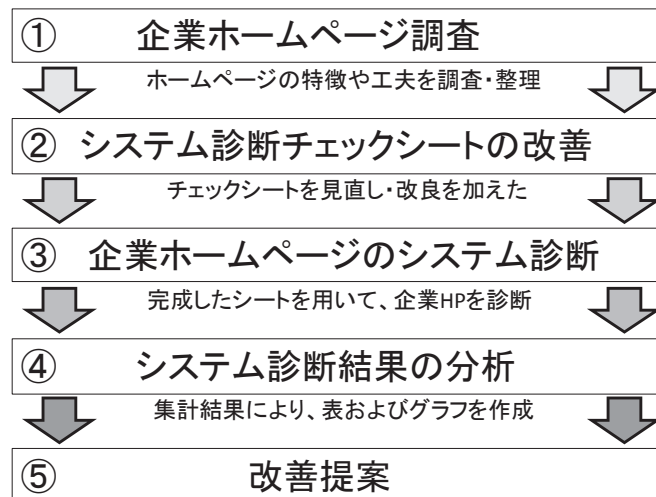 ① 企業ホームページ調査
ホームページの特徴や工夫を調査・整理
② システム診断チェックシートの改善
チェックシートを見直し・改良を加えた
③ 企業ホームページのシステム診断
完成したシートを用いて、企業HPを診断
④ システム診断結果の分析
集計結果により、表およびグラフを作成
⑤ 改善提案